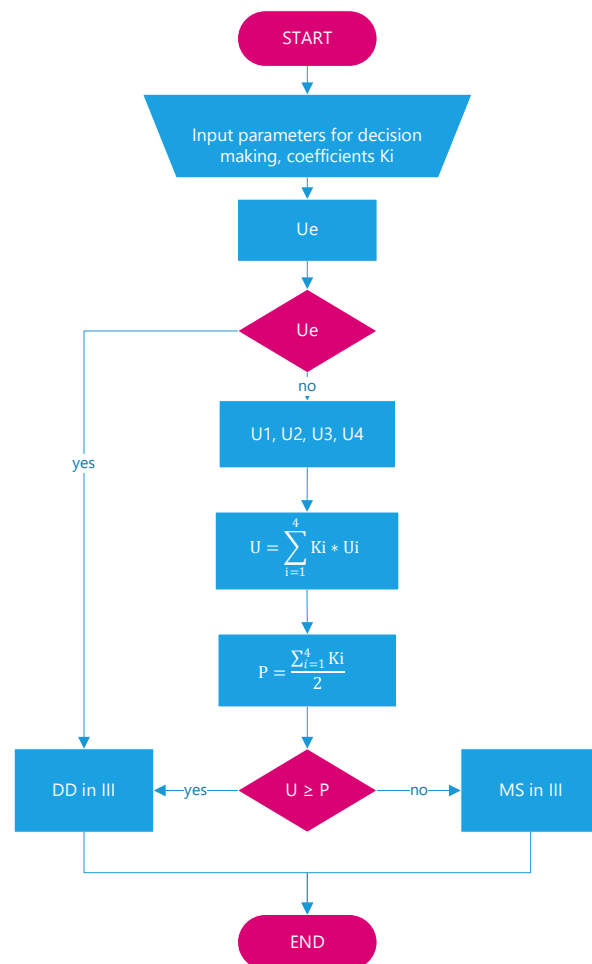 START
Input parameters for decision
making, coefficients Ki
Ue
Ue
no
U1, U2, U3, U4
yes
U = ∑_{i=1}^{4} Ki ∗ Ui
P = \frac{∑_{i=1}^{4} Ki}{2}
DD in III
yes
U ≥ P
no
MS in III
END